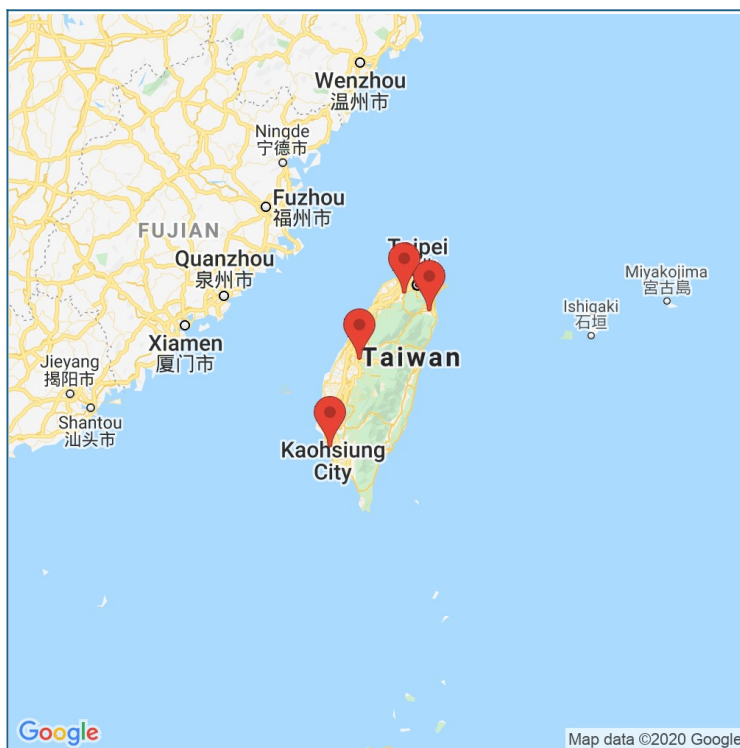 Wenzhou
温州市
Ningde
宁德市
Fuzhou
福州市
FUJIAN
Taipei
Quanzhou
泉州市
Miyakojima
宮古島
Ishigaki
石垣
Xiamen
厦门市
Taiwan
Jieyang
揭阳市
Shantou
汕头市
Kaohsiung
City
Google
Map data ©2020 Google